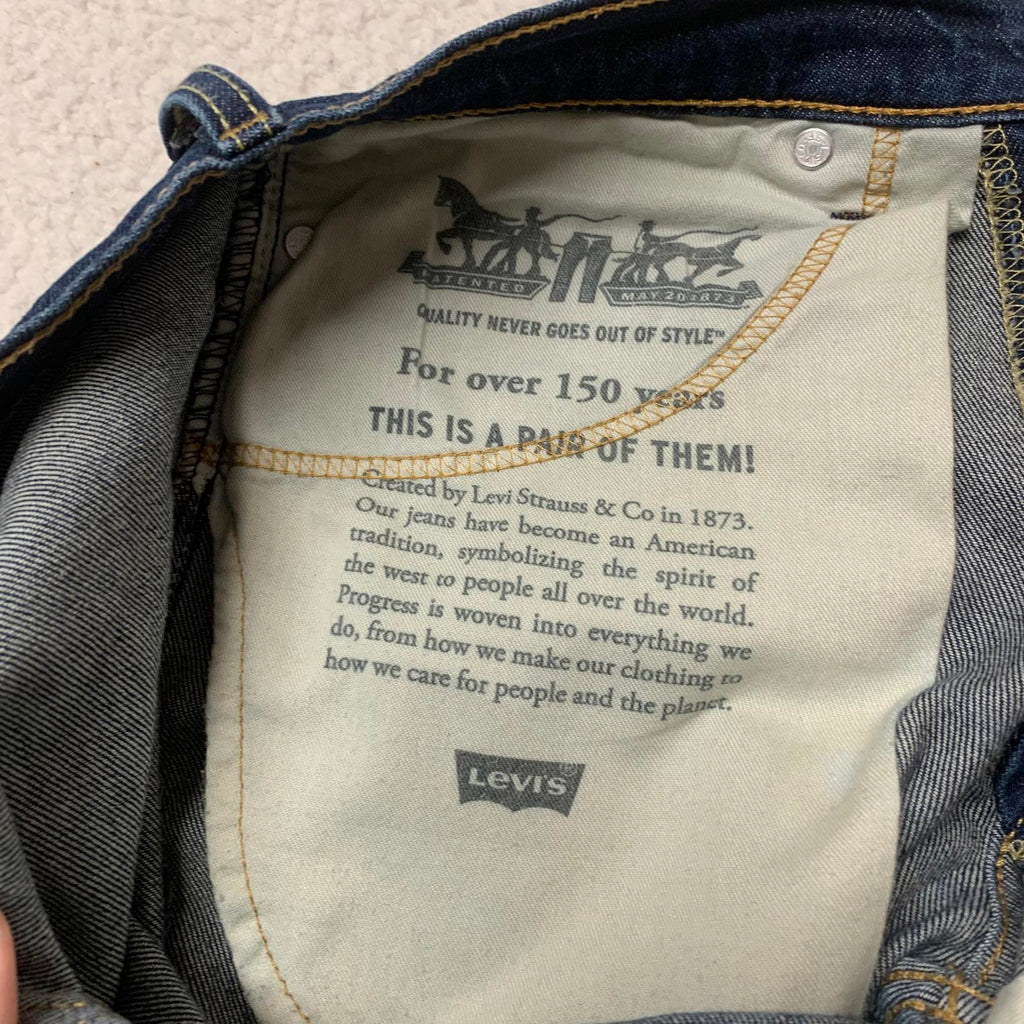 PATENTED
MAY 20 1873
QUALITY NEVER GOES OUT OF STYLE™
For over 150 years
THIS IS A PAIR OF THEM!
Created by Levi Strauss & Co in 1873.
Our jeans have become an American
tradition, symbolizing the spirit of
the west to people all over the world.
Progress is woven into everything we
do, from how we make our clothing to
how we care for people and the planet.
LEVI'S®